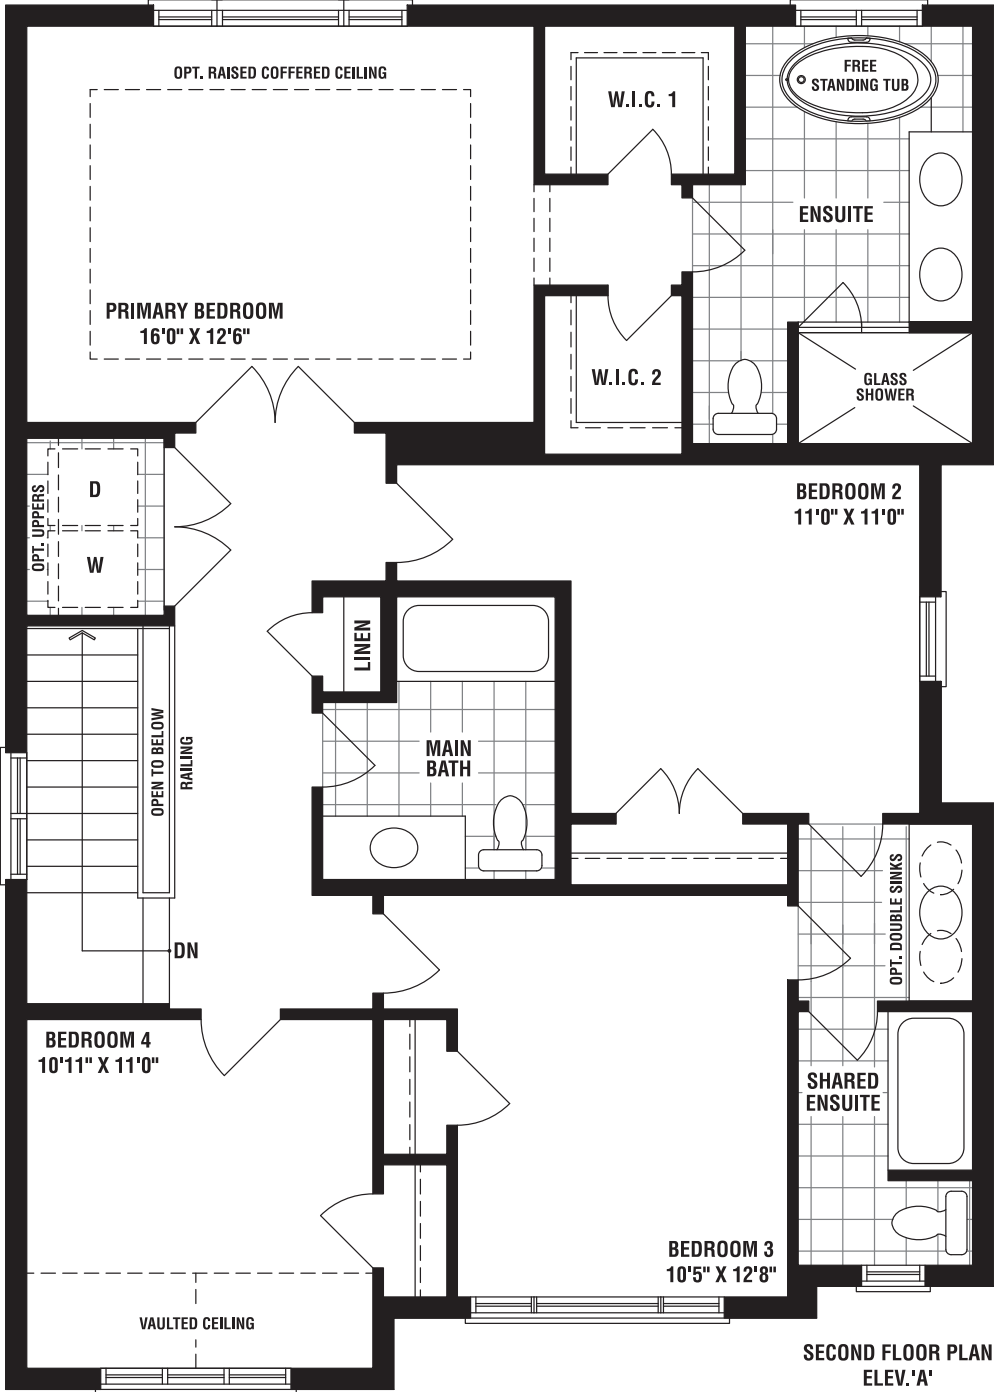 OPT. RAISED COFFERED CEILING
W.I.C. 1
FREE
STANDING TUB
ENSUITE
PRIMARY BEDROOM
16'0" X 12'6"
W.I.C. 2
GLASS
SHOWER
D
W
OPT. UPPERS
BEDROOM 2
11'0" X 11'0"
LINEN
OPEN TO BELOW
RAILING
MAIN
BATH
OPT. DOUBLE SINKS
DN
BEDROOM 4
10'11" X 11'0"
SHARED
ENSUITE
BEDROOM 3
10'5" X 12'8"
VAULTED CEILING
SECOND FLOOR PLAN
ELEV.'A'